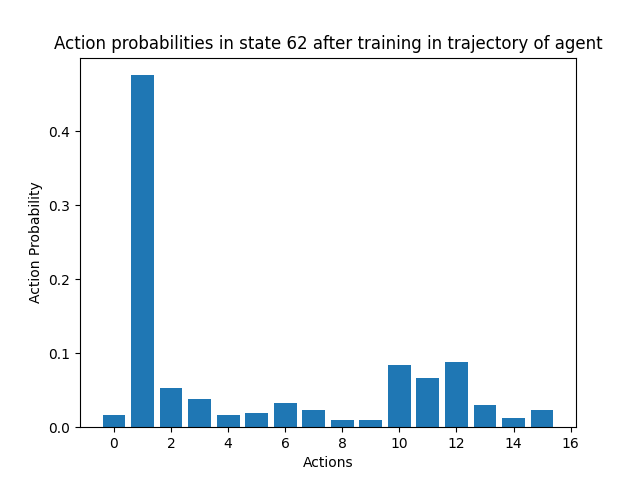 Action probabilities in state 62 after training in trajectory of agent
0.4
0.3
0.2
0.1
0.0
Action Probability
0 2 4 6 8 10 12 14 16
Actions